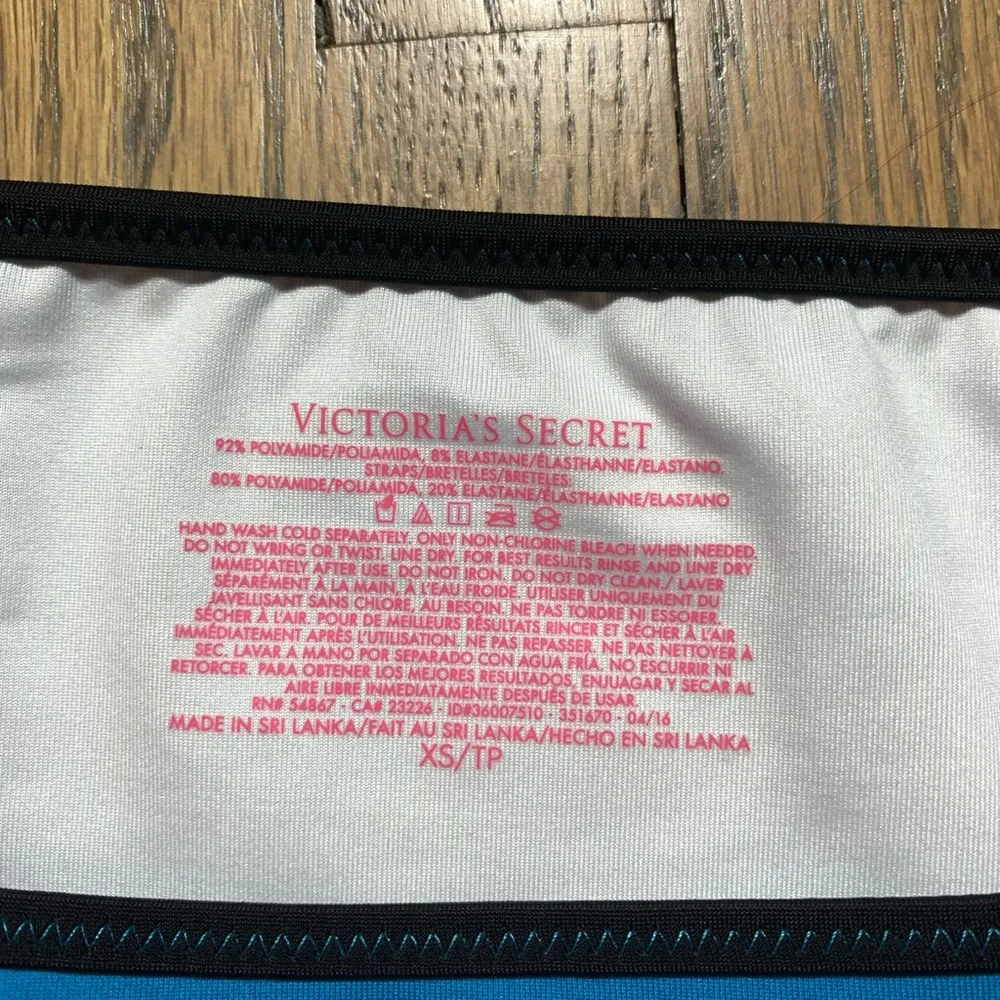 VICTORIA'S SECRET
92% POLYAMIDE/POLIAMIDA, 8% ELASTANE/ÉLASTHANNE/ELASTANO.
STRAPS/BRETELLES/BRETELES:
80% POLYAMIDE/POLIAMIDA, 20% ELASTANE/ÉLASTHANNE/ELASTANO
HAND WASH COLD SEPARATELY. ONLY NON-CHLORINE BLEACH WHEN NEEDED.
DO NOT WRING OR TWIST. LINE DRY. FOR BEST RESULTS RINSE AND LINE DRY
IMMEDIATELY AFTER USE. DO NOT IRON. DO NOT DRY CLEAN./ LAVER
SÉPARÉMENT À LA MAIN, À L'EAU FROIDE. UTILISER UNIQUEMENT DU
JAVELLISANT SANS CHLORE, AU BESOIN. NE PAS TORDRE NI ESSORER.
SÉCHER À L'AIR. POUR DE MEILLEURS RÉSULTATS RINCER ET SÉCHER À L'AIR
IMMÉDIATEMENT APRÈS L'UTILISATION. NE PAS REPASSER. NE PAS NETTOYER A
SEC. LAVAR A MANO POR SEPARADO CON AGUA FRÍA. NO ESCURRIR NI
RETORCER. PARA OBTENER LOS MEJORES RESULTADOS, ENJUAGAR Y SECAR AL
AIRE LIBRE INMEDIATAMENTE DESPUÉS DE USAR.
RN# 54867 - CA# 23226 - ID#36007510 - 351670 - 04/16
MADE IN SRI LANKA/FAIT AU SRI LANKA/HECHO EN SRI LANKA
XS/TP